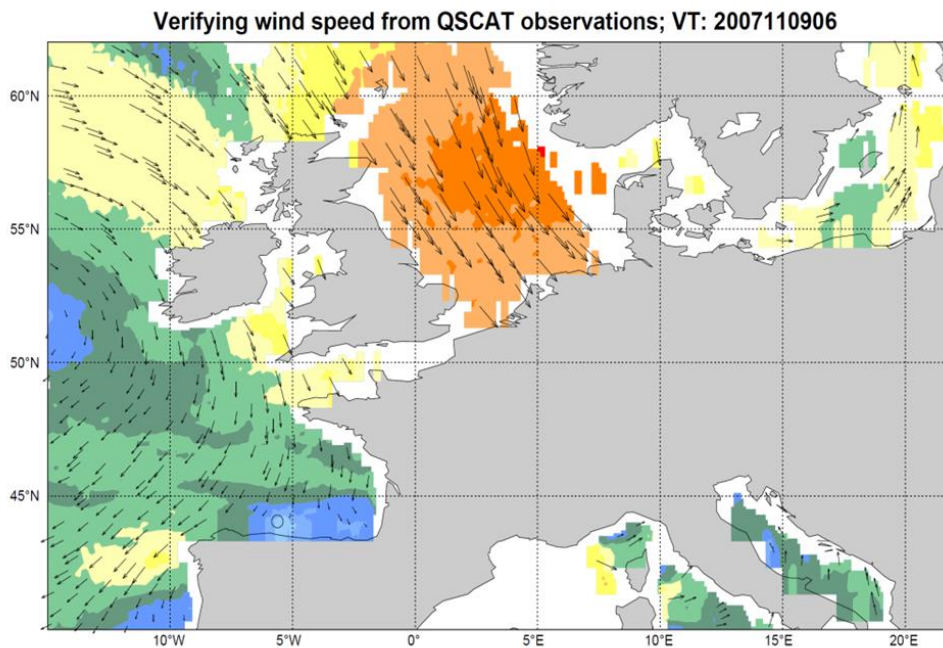 Verifying wind speed from QSCAT observations; VT: 2007110906
60°N
55°N
50°N
45°N
10°W
5°W
0°
5°E
10°E
15°E
20°E